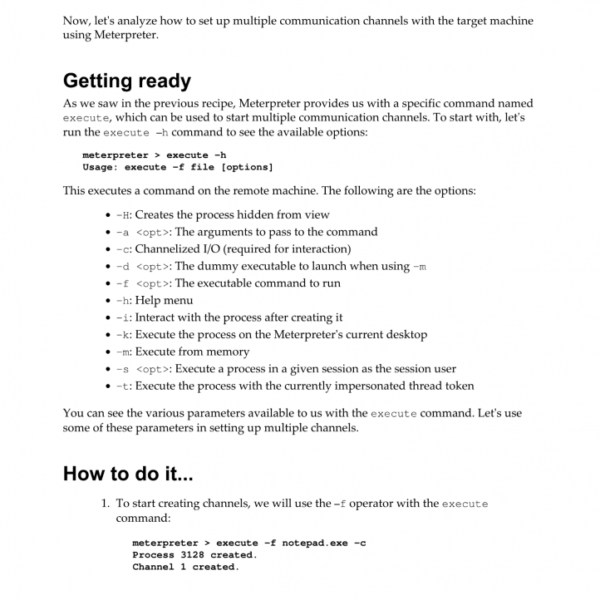 Now, let's analyze how to set up multiple communication channels with the target machine
using Meterpreter.
Getting ready
As we saw in the previous recipe, Meterpreter provides us with a specific command named
execute, which can be used to start multiple communication channels. To start with, let's
run the execute –h command to see the available options:
meterpreter > execute –h
Usage: execute –f file [options]
This executes a command on the remote machine. The following are the options:
• –H: Creates the process hidden from view
• –a <opt>: The arguments to pass to the command
• –c: Channelized I/O (required for interaction)
• –d <opt>: The dummy executable to launch when using –m
• –f <opt>: The executable command to run
• –h: Help menu
• –i: Interact with the process after creating it
• –k: Execute the process on the Meterpreter's current desktop
• –m: Execute from memory
• –s <opt>: Execute a process in a given session as the session user
• –t: Execute the process with the currently impersonated thread token
You can see the various parameters available to us with the execute command. Let's use
some of these parameters in setting up multiple channels.
How to do it...
1. To start creating channels, we will use the –f operator with the execute
command:
meterpreter > execute –f notepad.exe –c
Process 3128 created.
Channel 1 created.